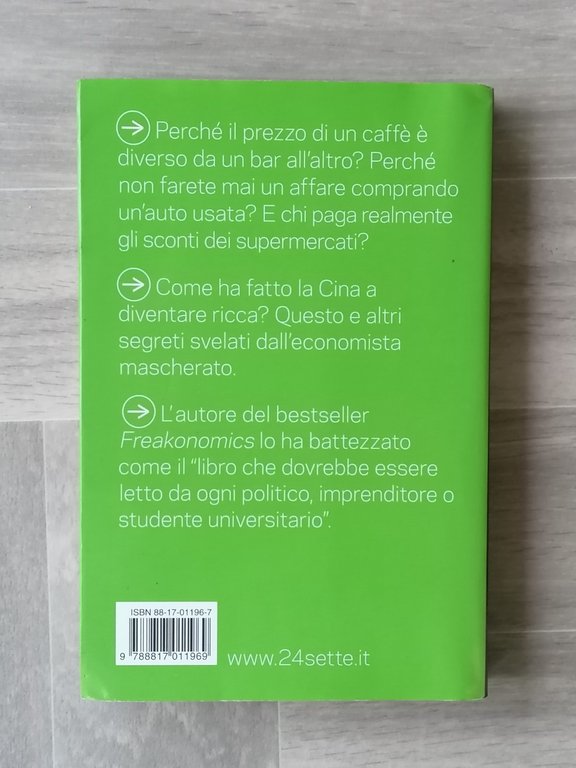 Perché il prezzo di un caffè è
diverso da un bar all'altro? Perché
non farete mai un affare comprando
un'auto usata? E chi paga realmente
gli sconti dei supermercati?
Come ha fatto la Cina a
diventare ricca? Questo e altri
segreti svelati dall'economista
mascherato.
L'autore del bestseller
Freakonomics lo ha battezzato
come il "libro che dovrebbe essere
letto da ogni politico, imprenditore o
studente universitario".
ISBN 88-17-01196-7
9 788817 011969
www.24sette.it